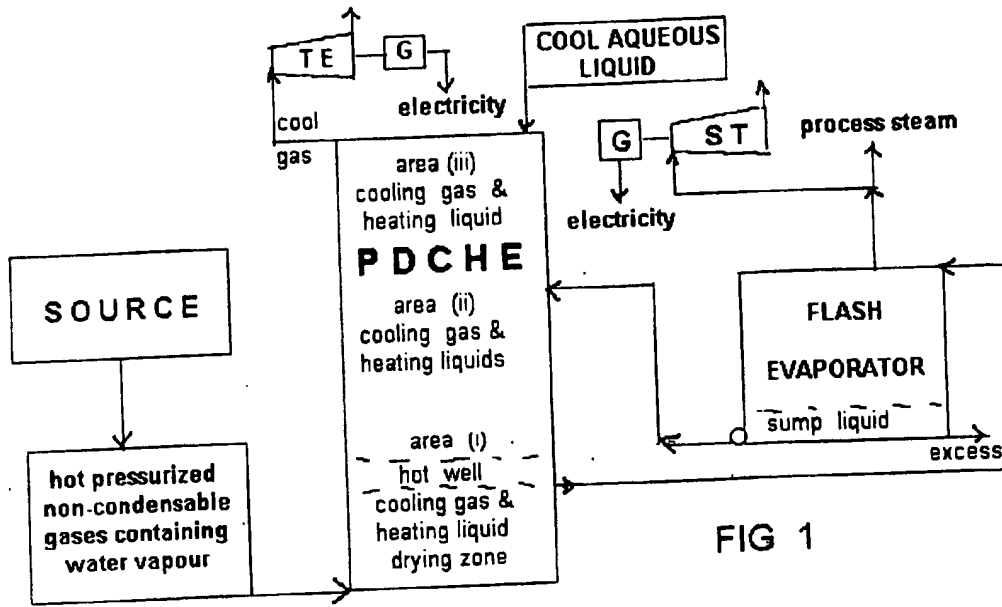 TE
G
electricity
cool
gas
COOL AQUEOUS
LIQUID
G
ST
electricity
process steam
SOURCE
hot pressurized
non-condensable
gases containing
water vapour
area (iii)
cooling gas &
heating liquid
PDCHE
area (ii)
cooling gas &
heating liquids
area (i)
hot well
cooling gas &
heating liquid
drying zone
FLASH
EVAPORATOR
sump liquid
excess
FIG 1